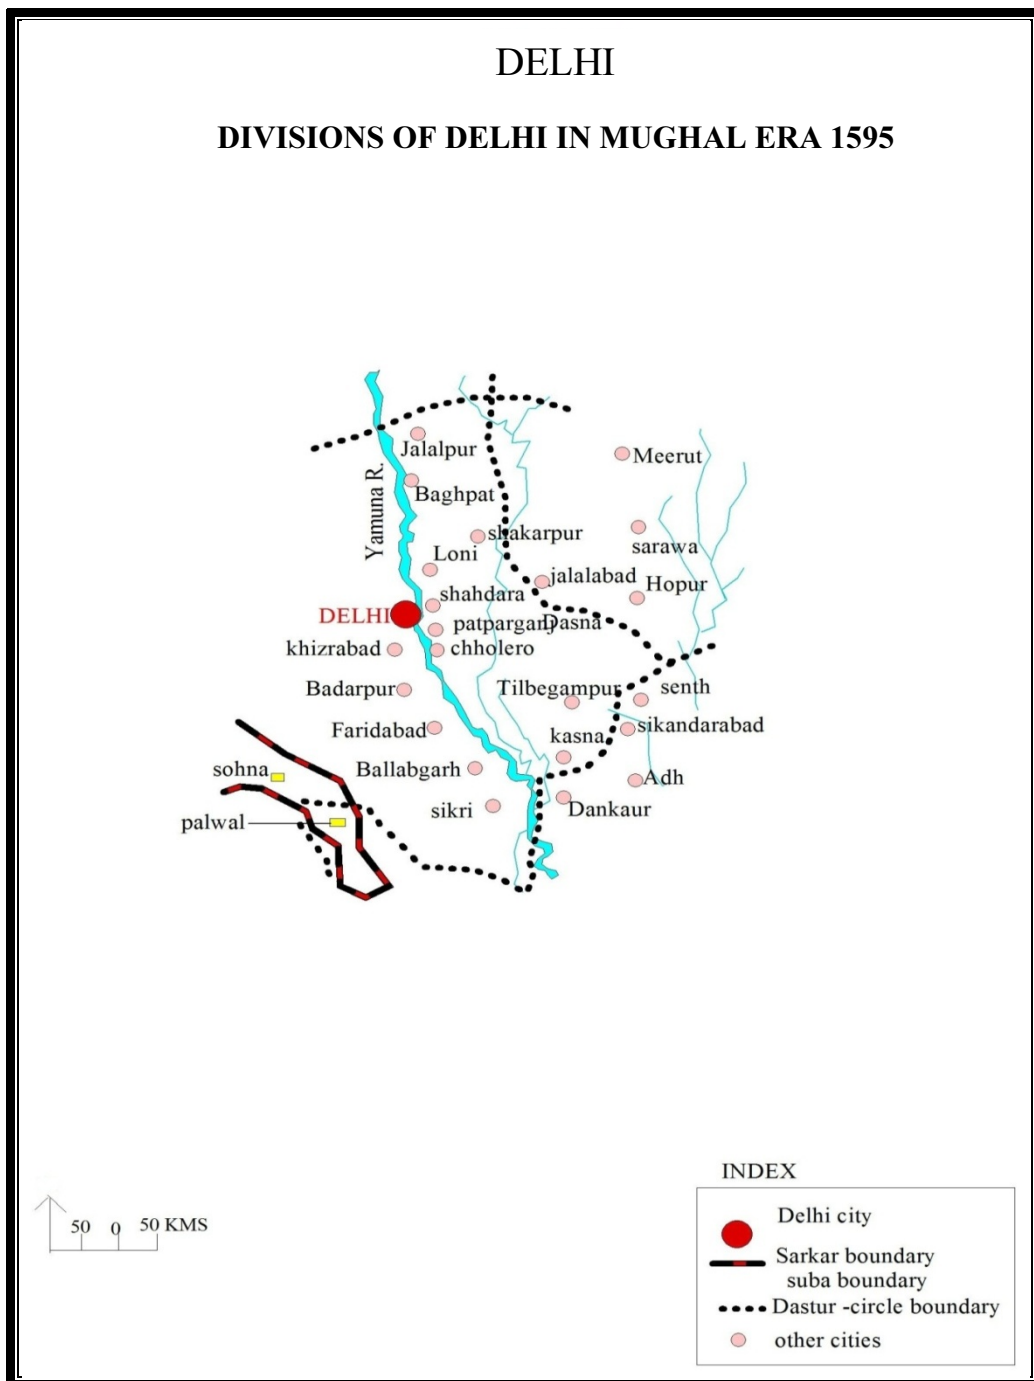 DELHI
DIVISIONS OF DELHI IN MUGHAL ERA 1595
Jalalpur
Meerut
Yamuna R.
Baghpat
shakarpur
sarawa
Loni
jalalabad
Hopur
shahdara
DELHI
patparganj
Dasna
khizrabad
chholero
Badarpur
Tilbegampur
senth
Faridabad
kasna
sikandarabad
sohna
Ballabgarh
Adh
sikri
Dankaur
palwal
INDEX
Delhi city
Sarkar boundary
suba boundary
Dastur -circle boundary
other cities
50 0 50 KMS